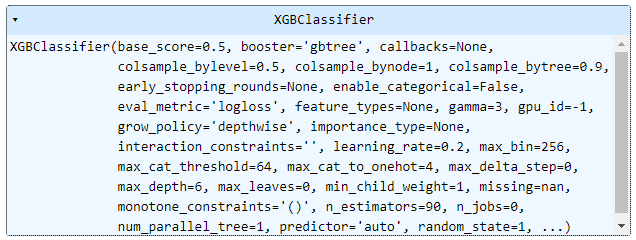 XGBClassifier
XGBClassifier(base_score=0.5, booster='gbtree', callbacks=None,
colsample_bylevel=0.5, colsample_bynode=1, colsample_bytree=0.9,
early_stopping_rounds=None, enable_categorical=False,
eval_metric='logloss', feature_types=None, gamma=3, gpu_id=-1,
grow_policy='depthwise', importance_type=None,
interaction_constraints='', learning_rate=0.2, max_bin=256,
max_cat_threshold=64, max_cat_to_onehot=4, max_delta_step=0,
max_depth=6, max_leaves=0, min_child_weight=1, missing=nan,
monotone_constraints='()', n_estimators=90, n_jobs=0,
num_parallel_tree=1, predictor='auto', random_state=1, ...)